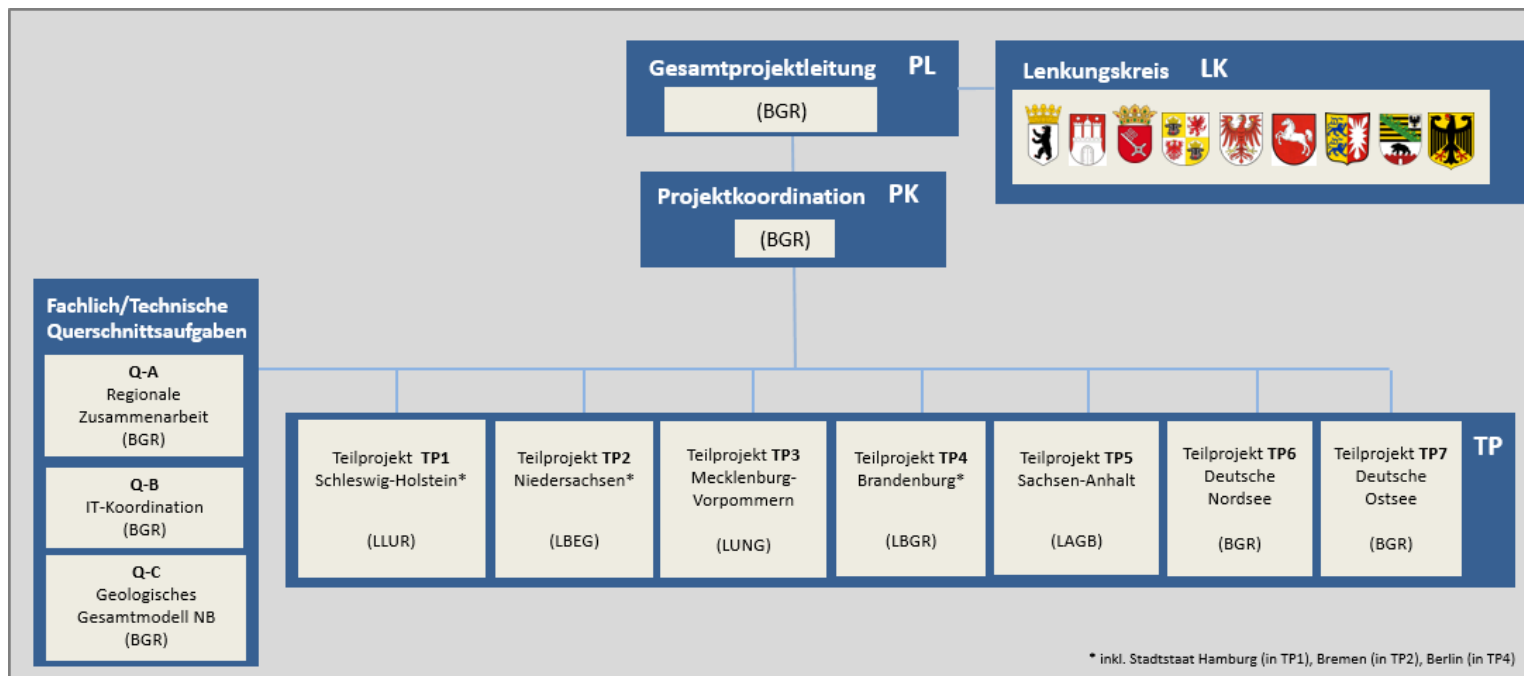 Gesamtprojektleitung PL
(BGR)
Lenkungskreis LK
Projektkoordination PK
(BGR)
Fachlich/Technische
Querschnittsaufgaben
Q-A
Regionale
Zusammenarbeit
(BGR)
Q-B
IT-Koordination
(BGR)
Q-C
Geologisches
Gesamtmodell NB
(BGR)
Teilprojekt TP1
Schleswig-Holstein*
(LLUR)
Teilprojekt TP2
Niedersachsen*
(LBEG)
Teilprojekt TP3
Mecklenburg-
Vorpommern
(LUNG)
Teilprojekt TP4
Brandenburg*
(LBGR)
Teilprojekt TP5
Sachsen-Anhalt
(LAGB)
Teilprojekt TP6
Deutsche
Nordsee
(BGR)
Teilprojekt TP7
Deutsche
Ostsee
(BGR)
TP
* inkl. Stadtstaat Hamburg (in TP1), Bremen (in TP2), Berlin (in TP4)